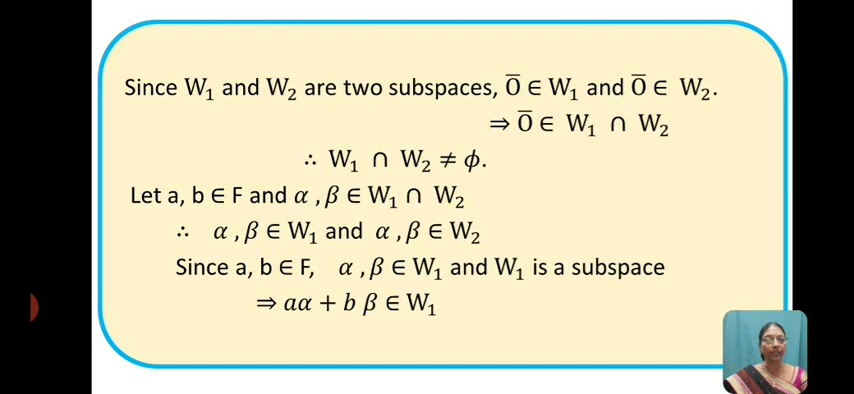 Since W₁ and W₂ are two subspaces, O̅ ∈ W₁ and O̅ ∈ W₂.
⇒ O̅ ∈ W₁ ∩ W₂
∴ W₁ ∩ W₂ ≠ ϕ.
Let a, b ∈ F and α , β ∈ W₁ ∩ W₂
∴ α , β ∈ W₁ and α , β ∈ W₂
Since a, b ∈ F, α , β ∈ W₁ and W₁ is a subspace
⇒ aα + b β ∈ W₁